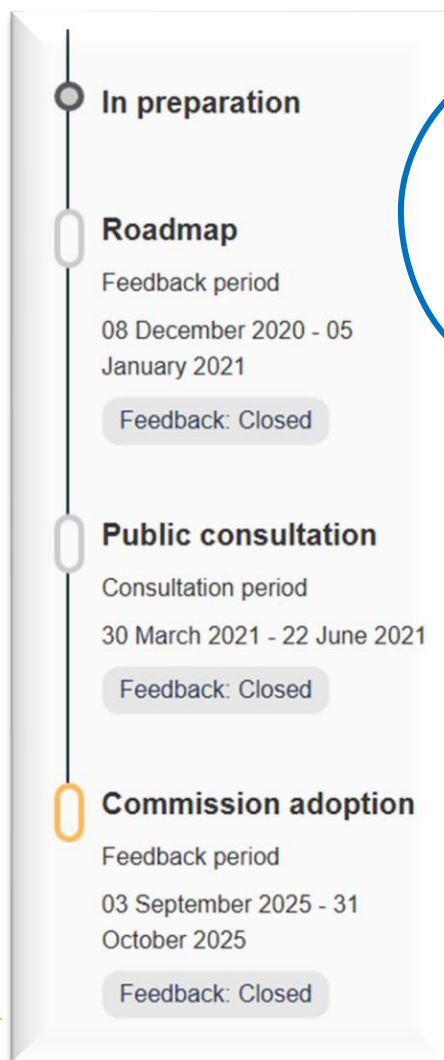 In preparation
Roadmap
Feedback period
08 December 2020 - 05
January 2021
Feedback: Closed
Public consultation
Consultation period
30 March 2021 - 22 June 2021
Feedback: Closed
Commission adoption
Feedback period
03 September 2025 - 31
October 2025
Feedback: Closed